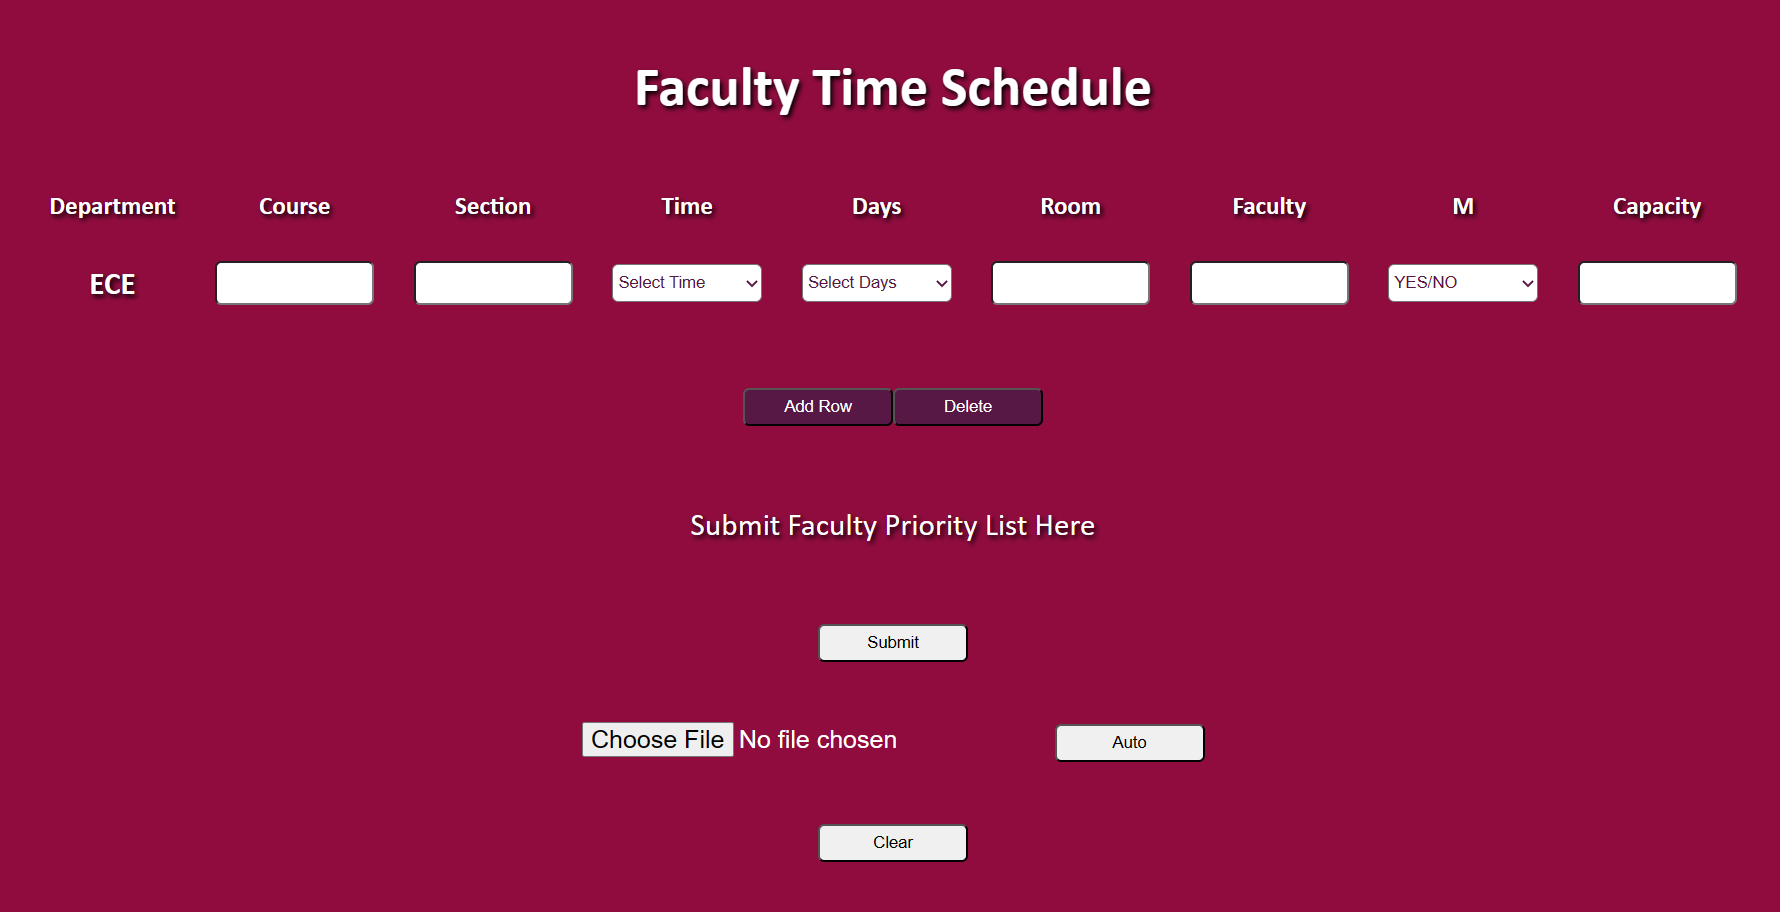 Faculty Time Schedule
Department Course Section Time Days Room Faculty M Capacity
ECE Select Time Select Days YES/NO
Add Row Delete
Submit Faculty Priority List Here
Submit
Choose File No file chosen Auto
Clear